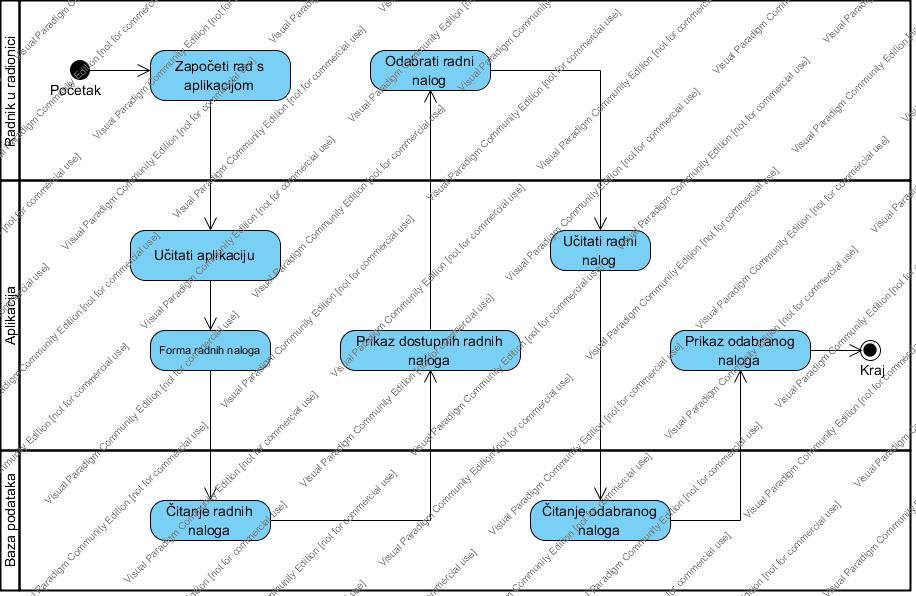 Radnik u radionici
Početak
Započeti rad s
aplikacijom
Odabrati radni
nalog
Aplikacija
Učitati aplikaciju
Učitati radni
nalog
Forma radnih naloga
Prikaz dostupnih radnih
naloga
Prikaz odabranog
naloga
Kraj
Baza podataka
Čitanje radnih
naloga
Čitanje odabranog
naloga
Visual Paradigm Community Edition [not for commercial use]